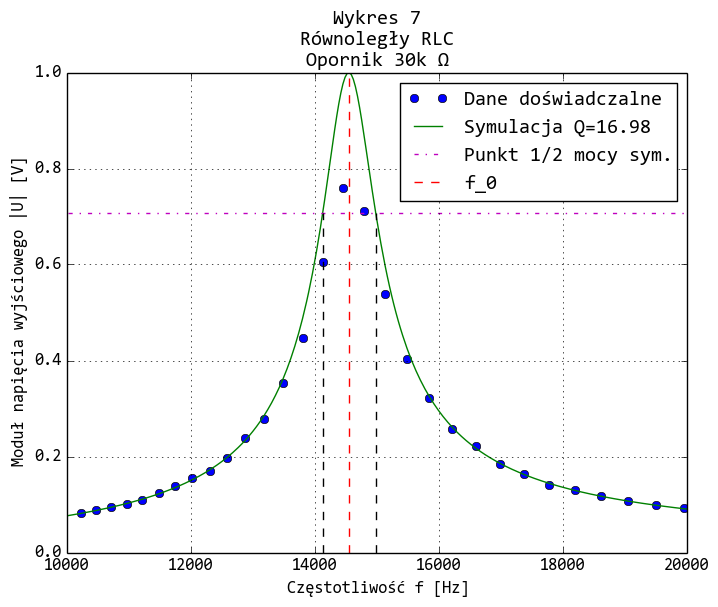 Wykres 7
Równoległy RLC
Opornik 30k Ω
Moduł napięcia wyjściowego |U| [V]
1.0
0.8
0.6
0.4
0.2
0.0
Dane doświadczalne
Symulacja Q=16.98
Punkt 1/2 mocy sym.
f_0
10000 12000 14000 16000 18000 20000
Częstotliwość f [Hz]